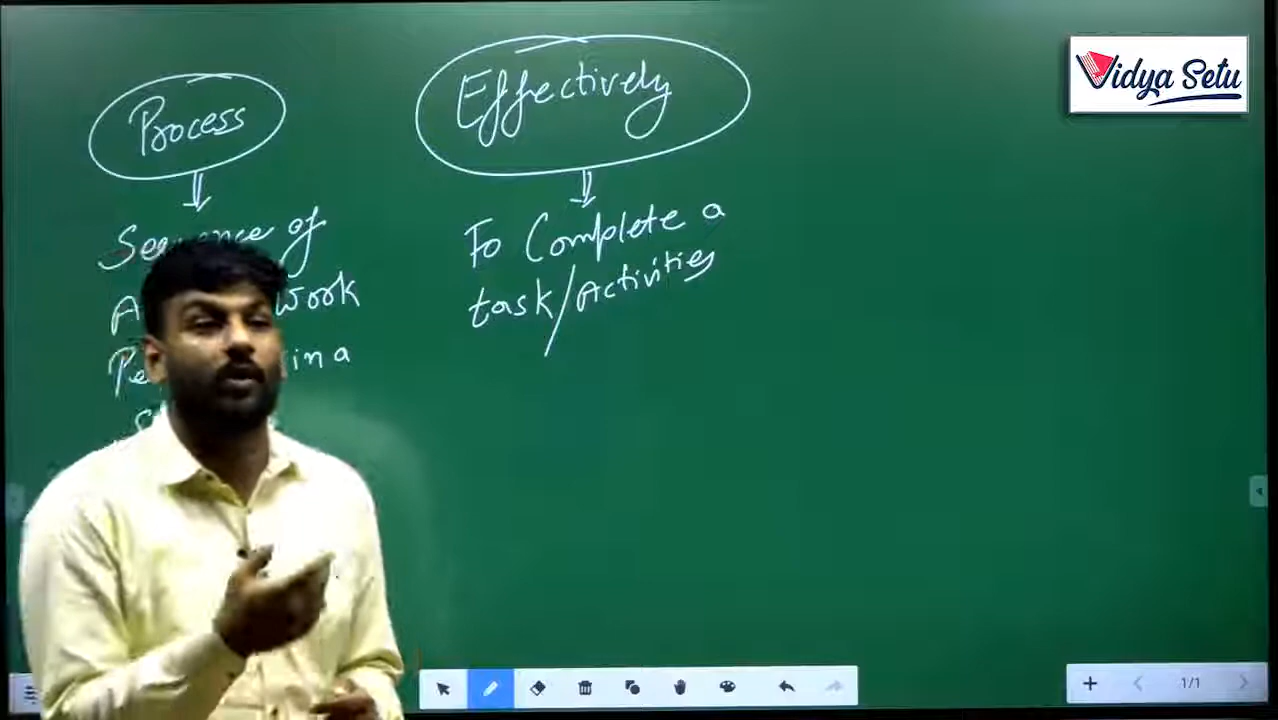 Process
Sequence of
Work
in a
Effectively
To Complete a
task/Activities
Vidya Setu
1/1